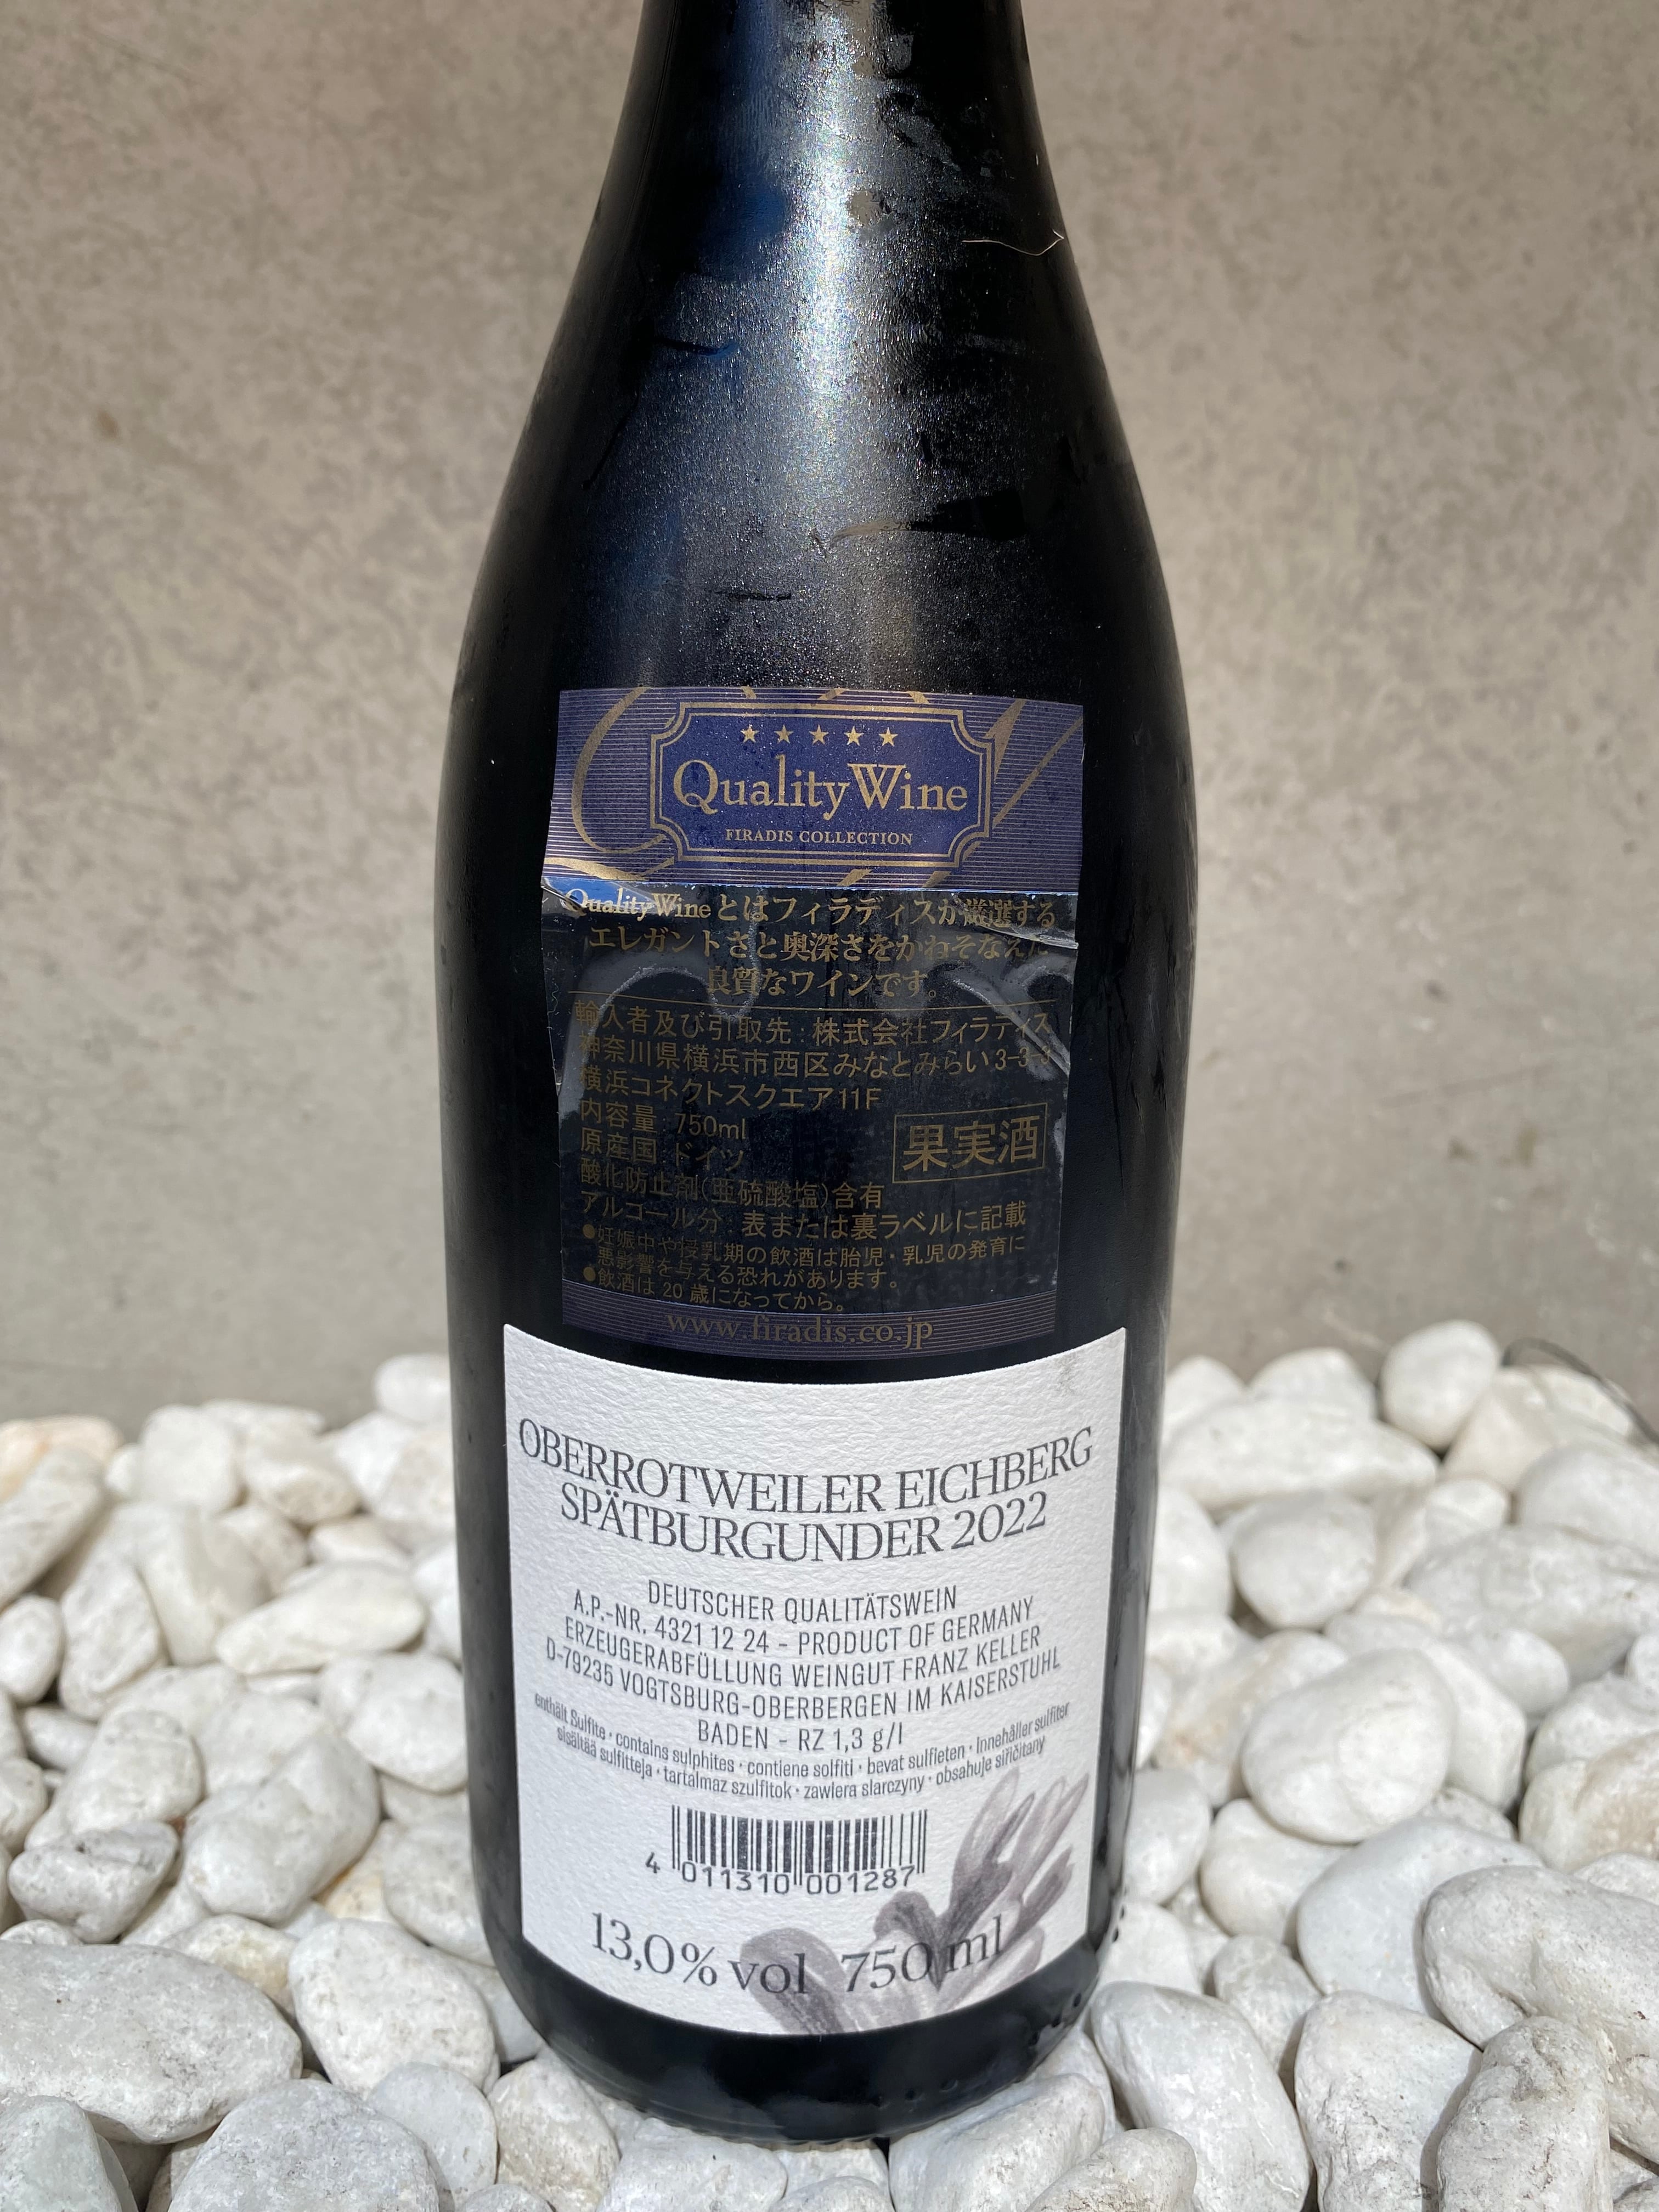 ★★★★★
Quality Wine
FIRADIS COLLECTION
Quality Wineとはフィラディスが厳選する
エレガントさと奥深さをかねそなえた
良質なワインです。
輸入者及び引取先：株式会社フィラディス
神奈川県横浜市西区みなとみらい3-3-3
横浜コネクトスクエア11F
内容量：750ml
原産国：ドイツ
果実酒
酸化防止剤(亜硫酸塩)含有
アルコール分：表または裏ラベルに記載
●妊娠中や授乳期の飲酒は胎児・乳児の発育に
悪影響を与える恐れがあります。
●飲酒は20歳になってから。
www.firadis.co.jp
OBERROTWEILER EICHBERG
SPÄTBURGUNDER 2022
DEUTSCHER QUALITÄTSWEIN
A.P.-NR. 4321 12 24 - PRODUCT OF GERMANY
ERZEUGERABFÜLLUNG WEINGUT FRANZ KELLER
D-79235 VOGTSBURG-OBERBERGEN IM KAISERSTUHL
BADEN - RZ 1,3 g/l
enthält Sulfite · contains sulphites · contiene solfiti · bevat sulfieten · Innehåller sulfiter
sisältää sulfitteja · tartalmaz szulfitok · zawiera siarczyny · obsahuje siřičitany
4 011310 001287
13,0% vol 750 ml